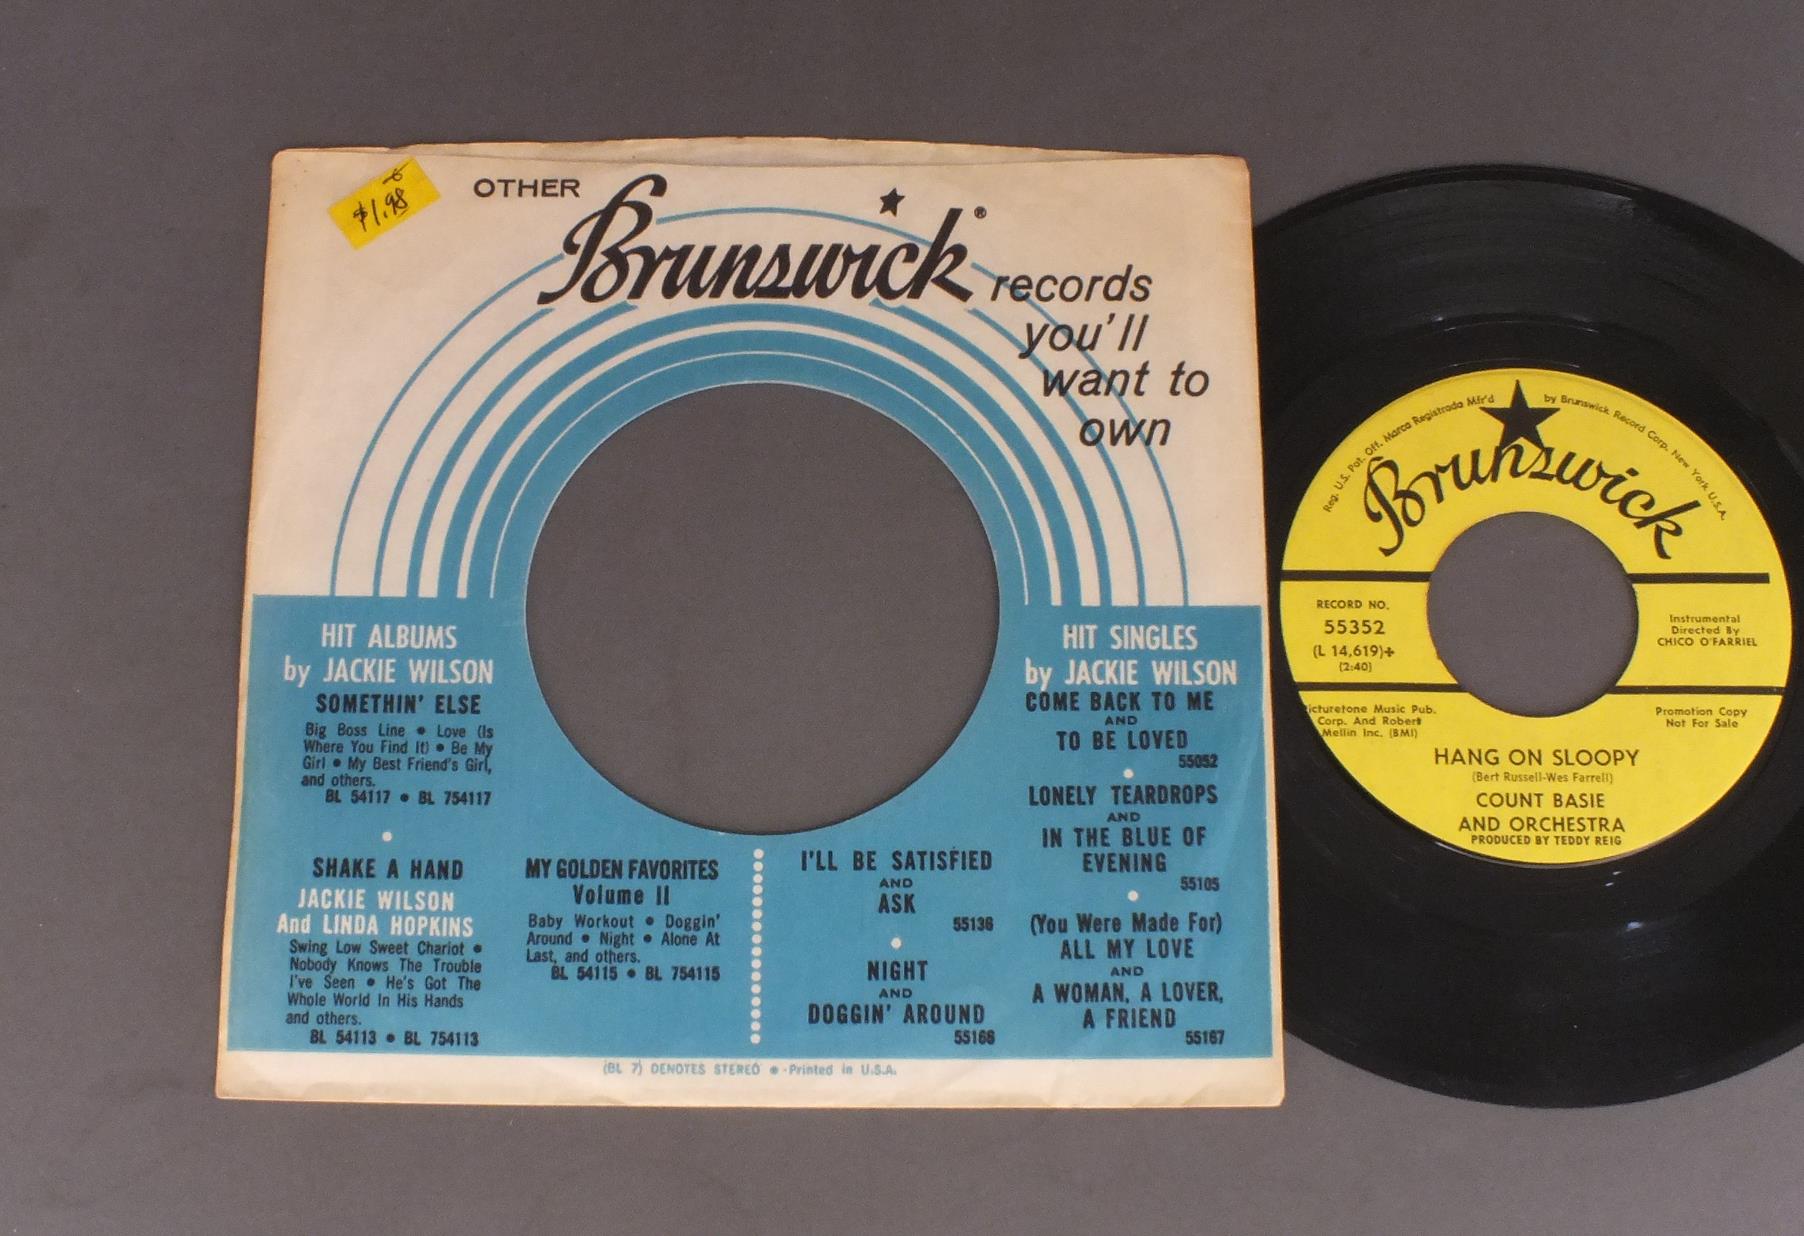 $1.98
OTHER
Brunswick ®
records
you'll
want to
own
HIT ALBUMS
by JACKIE WILSON
SOMETHIN' ELSE
Big Boss Line • Love (Is
Where You Find It) • Be My
Girl • My Best Friend's Girl,
and others.
BL 54117 • BL 754117
SHAKE A HAND
JACKIE WILSON
And LINDA HOPKINS
Swing Low Sweet Chariot •
Nobody Knows The Trouble
I've Seen • He's Got The
Whole World In His Hands
and others.
BL 54113 • BL 754113
MY GOLDEN FAVORITES
Volume II
Baby Workout • Doggin'
Around • Night • Alone At
Last, and others.
BL 54115 • BL 754115
HIT SINGLES
by JACKIE WILSON
I'LL BE SATISFIED
AND
ASK
55136
NIGHT
AND
DOGGIN' AROUND
55166
COME BACK TO ME
AND
TO BE LOVED
55052
LONELY TEARDROPS
AND
IN THE BLUE OF
EVENING
55105
(You Were Made For)
ALL MY LOVE
AND
A WOMAN, A LOVER,
A FRIEND
55167
(BL 7) DENOTES STEREO • Printed in U.S.A.
Reg. U.S. Pat. Off. Marca Registrada Mfr'd by Brunswick Record Corp. New York U.S.A.
Brunswick
RECORD NO.
55352
(L 14,619)+
(2:40)
Instrumental
Directed By
CHICO O'FARRIEL
icturetone Music Pub.
Corp. And Robert
Mellin Inc. (BMI)
Promotion Copy
Not For Sale
HANG ON SLOOPY
(Bert Russell-Wes Farrell)
COUNT BASIE
AND ORCHESTRA
PRODUCED BY TEDDY REIG